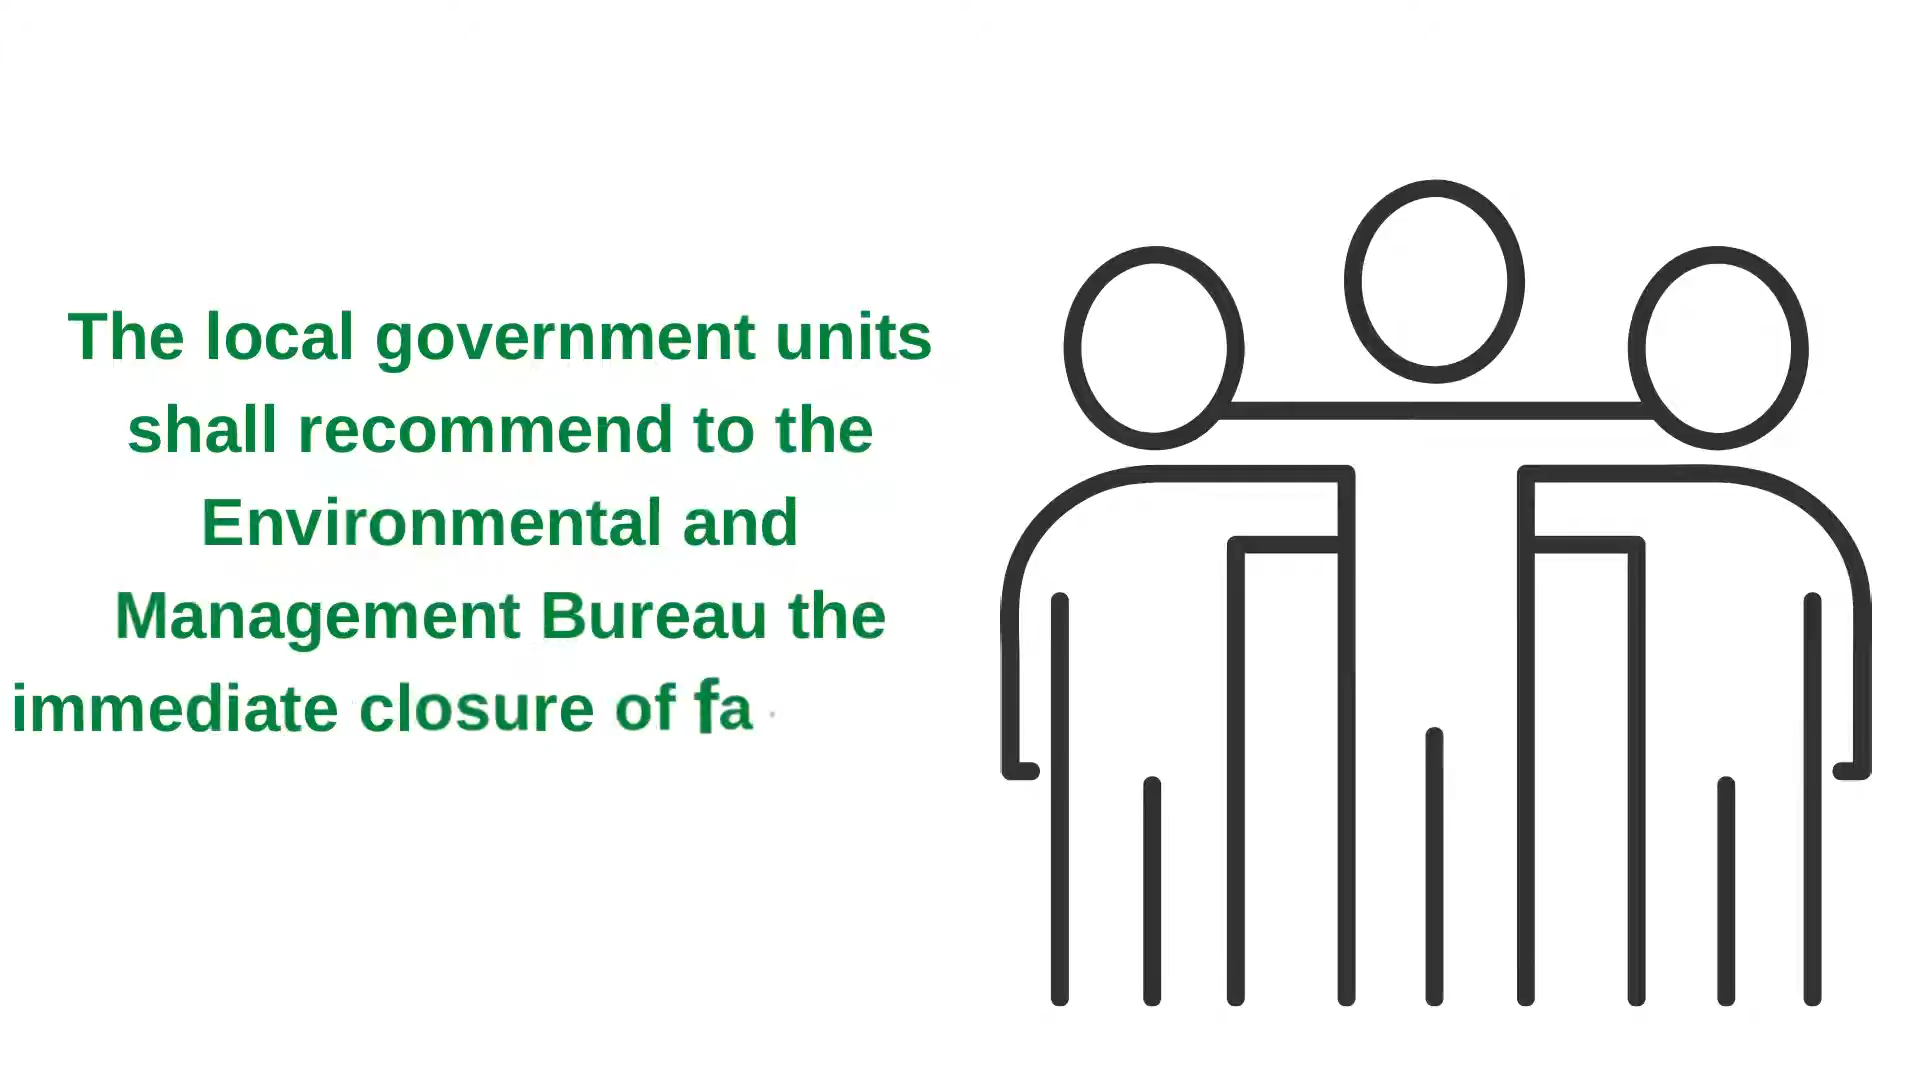 The local government units
shall recommend to the
Environmental and
Management Bureau the
immediate closure of fa